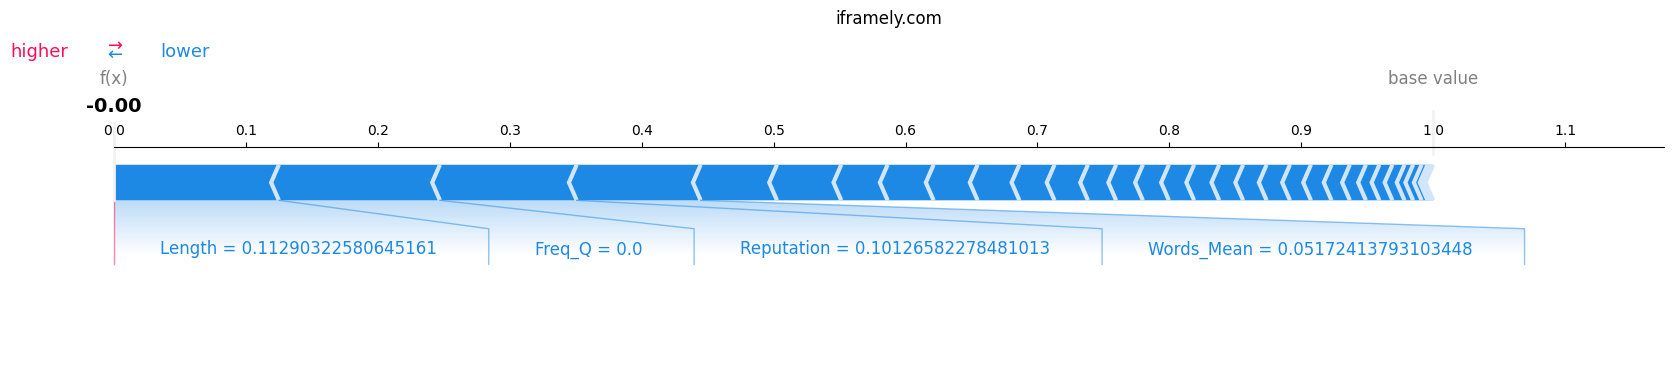 iframely.com
higher ⇄ lower
f(x)
base value
-0.00
0.0 0.1 0.2 0.3 0.4 0.5 0.6 0.7 0.8 0.9 1.0 1.1
Length = 0.11290322580645161 Freq_Q = 0.0 Reputation = 0.10126582278481013 Words_Mean = 0.05172413793103448